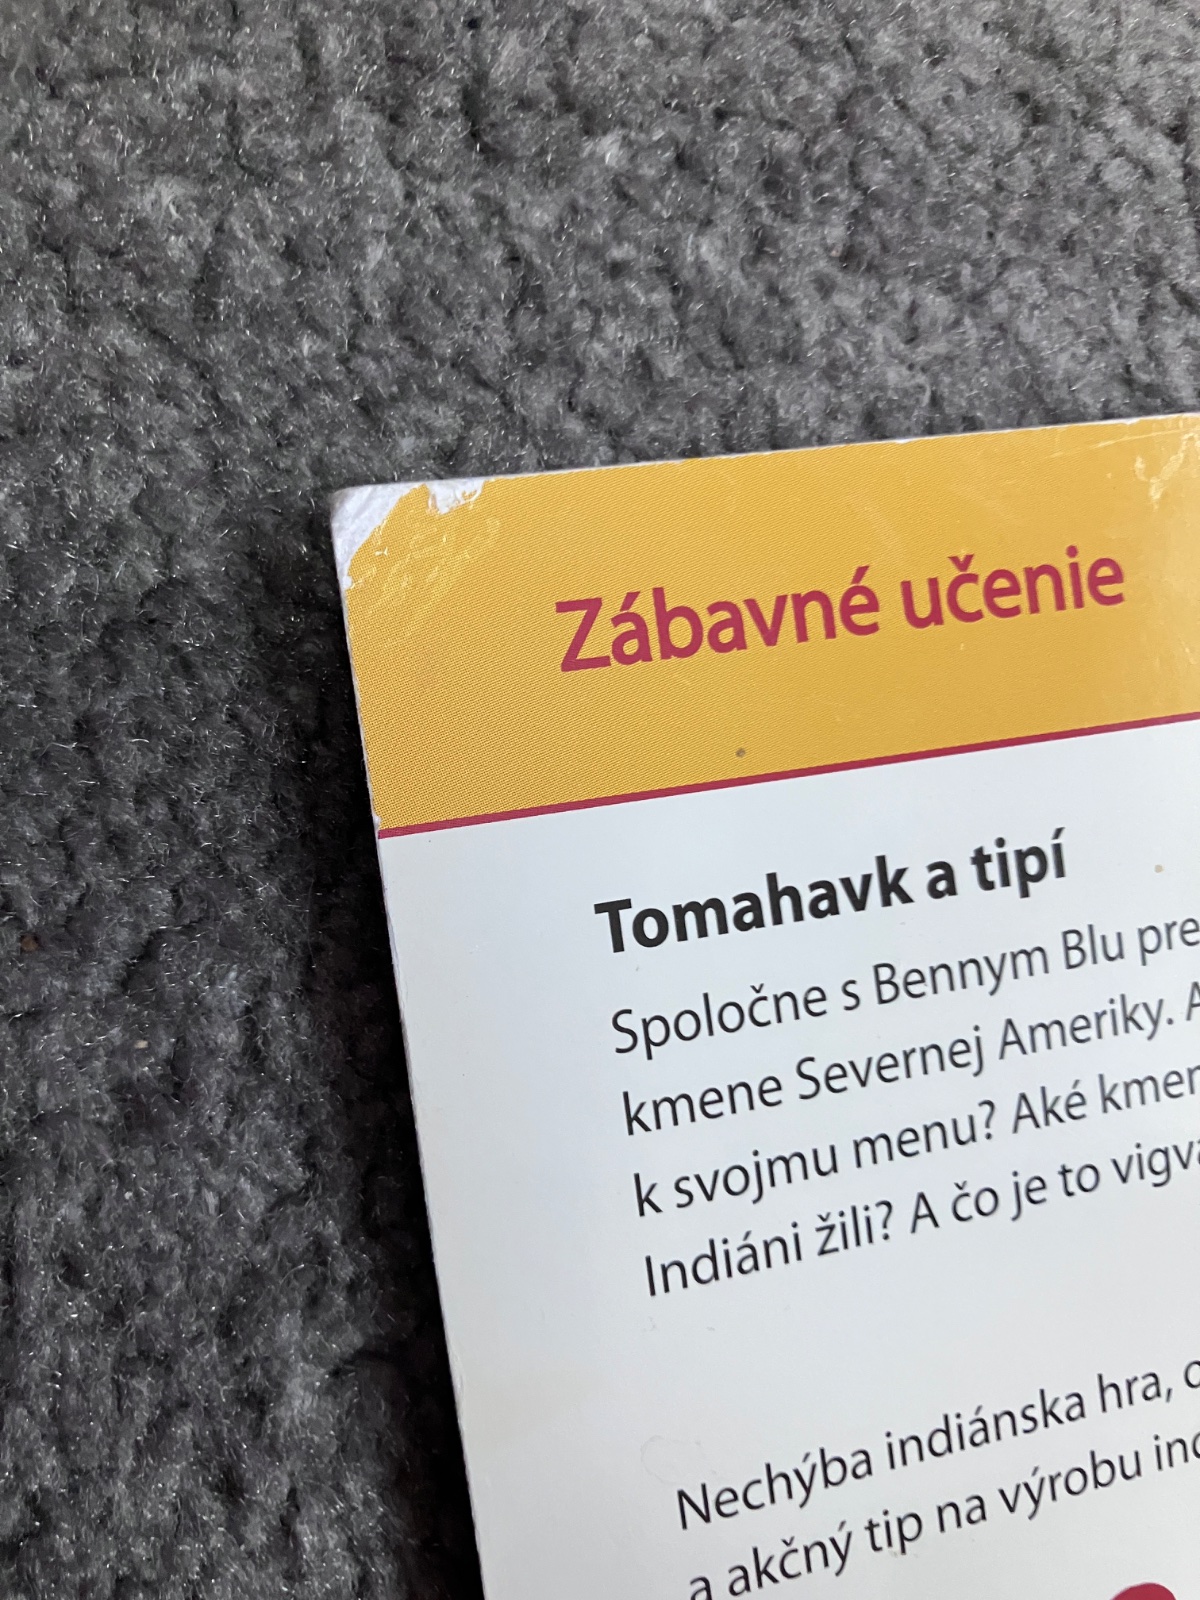 Zábavné učenie
Tomahavk a tipí
Spoločne s Bennym Blu
kmene Severnej Ameriky.
k svojmu menu? Aké
Indiáni žili? A čo je to
Nechýba indiánska hra,
a akčný tip na výrobu